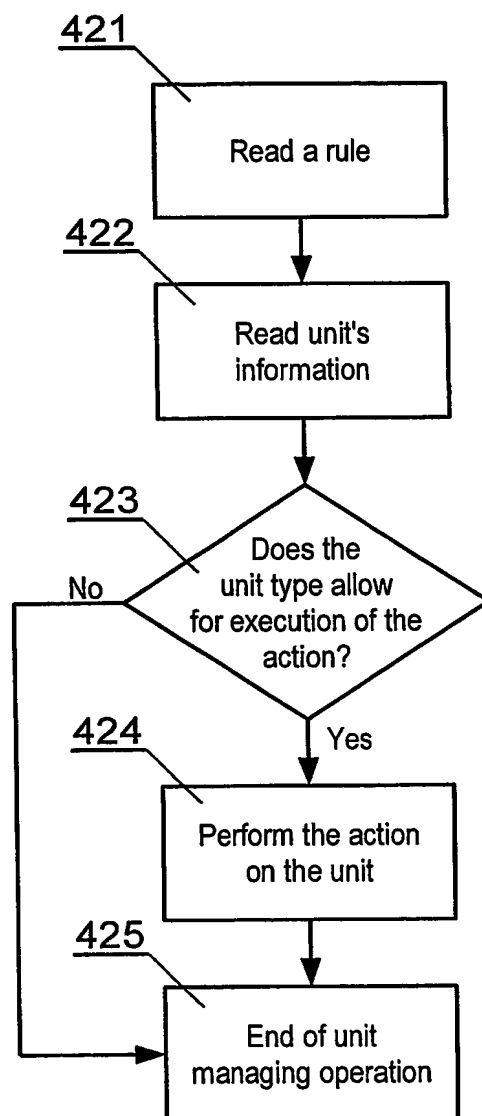 421
Read a rule
422
Read unit's
information
423
Does the
unit type allow
for execution of the
action?
No
Yes
424
Perform the action
on the unit
425
End of unit
managing operation